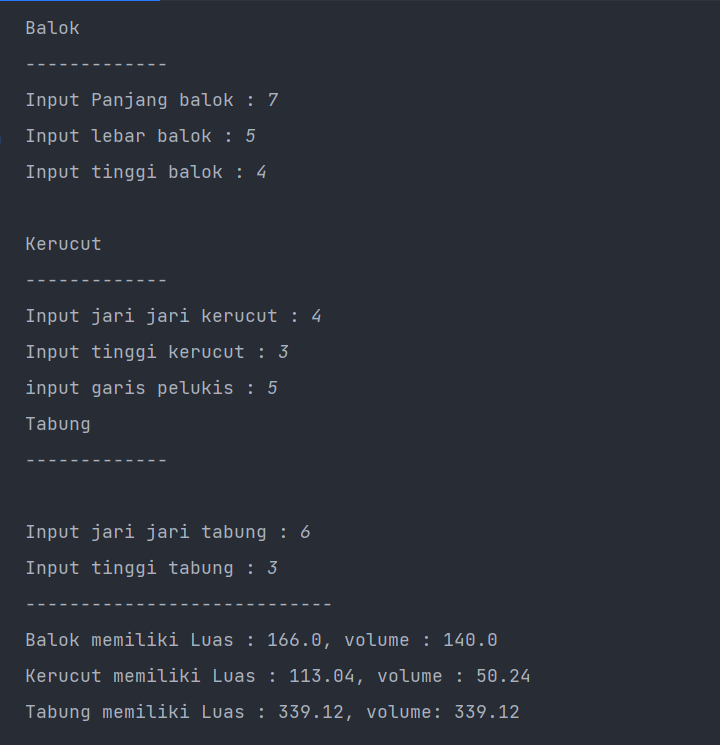 Balok
-------------
Input Panjang balok : 7
Input lebar balok : 5
Input tinggi balok : 4
Kerucut
-------------
Input jari jari kerucut : 4
Input tinggi kerucut : 3
input garis pelukis : 5
Tabung
-------------
Input jari jari tabung : 6
Input tinggi tabung : 3
----------------------------
Balok memiliki Luas : 166.0, volume : 140.0
Kerucut memiliki Luas : 113.04, volume : 50.24
Tabung memiliki Luas : 339.12, volume: 339.12